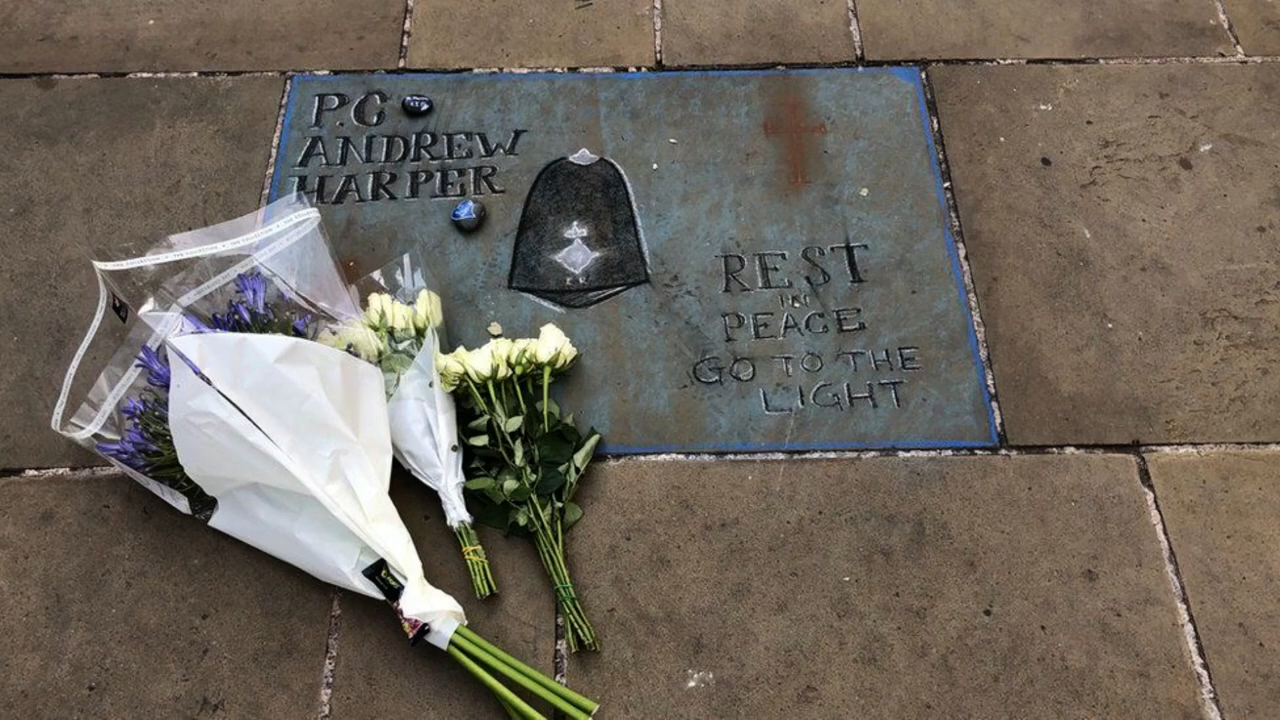 P.C
ANDREW
HARPER
REST
IN
PEACE
GO TO THE
LIGHT